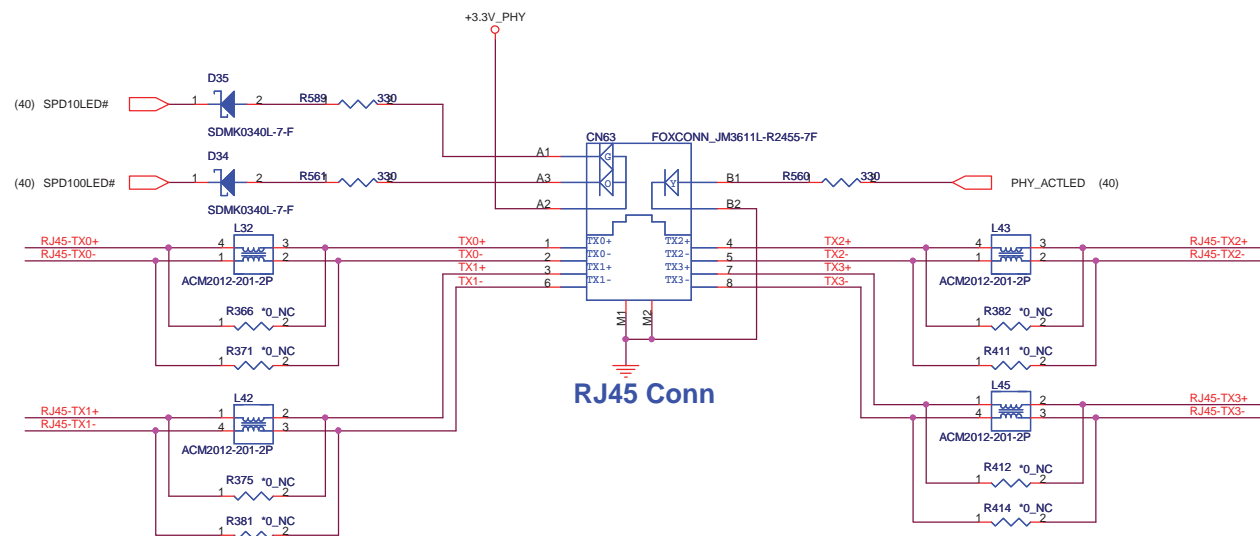 +3.3V_PHY
D35
(40) SPD10LED# 1 2 R589 1 330 2
SDMK0340L-7-F
CN63 FOXCONN_JM3611L-R2455-7F
D34
A1 G
(40) SPD100LED# 1 2 R561 1 330 2 A3 O Y B1 R560 1 330 2 PHY_ACTLED (40)
SDMK0340L-7-F
A2 B2
L32 L43
RJ45-TX0+ 4 3 TX0+ 1 TX0+ TX2+ 4 TX2+ 4 3 RJ45-TX2+
RJ45-TX0- 1 2 TX0- 2 TX0- TX2- 5 TX2- 1 2 RJ45-TX2-
TX1+ 3 TX1+ TX3+ 7 TX3+
ACM2012-201-2P TX1- 6 TX1- TX3- 8 TX3- ACM2012-201-2P
R366 *0_NC M1 M2 R382 *0_NC
1 2 1 2
R371 *0_NC R411 *0_NC
1 2 1 2
RJ45 Conn
L42 L45
RJ45-TX1+ 1 2 1 2 RJ45-TX3+
RJ45-TX1- 4 3 4 3 RJ45-TX3-
ACM2012-201-2P ACM2012-201-2P
R375 *0_NC R412 *0_NC
1 2 1 2
R381 *0_NC R414 *0_NC
1 2 1 2